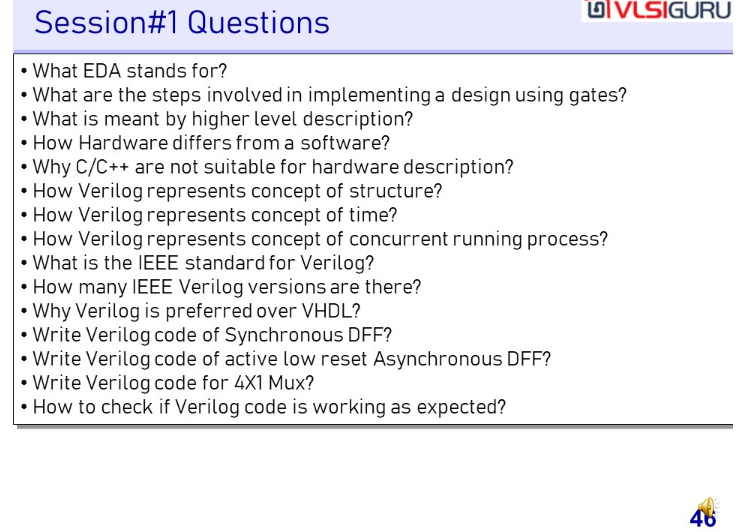 Session#1 Questions
VLSIGURU
• What EDA stands for?
• What are the steps involved in implementing a design using gates?
• What is meant by higher level description?
• How Hardware differs from a software?
• Why C/C++ are not suitable for hardware description?
• How Verilog represents concept of structure?
• How Verilog represents concept of time?
• How Verilog represents concept of concurrent running process?
• What is the IEEE standard for Verilog?
• How many IEEE Verilog versions are there?
• Why Verilog is preferred over VHDL?
• Write Verilog code of Synchronous DFF?
• Write Verilog code of active low reset Asynchronous DFF?
• Write Verilog code for 4X1 Mux?
• How to check if Verilog code is working as expected?
46